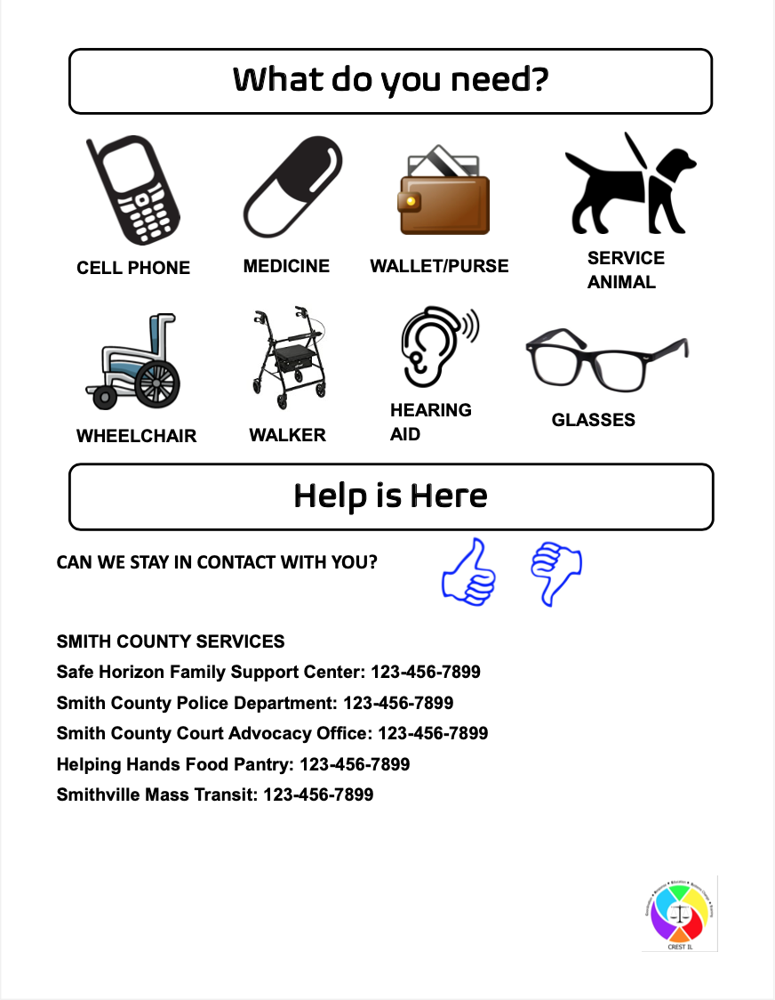 What do you need?
CELL PHONE
MEDICINE
WALLET/PURSE
SERVICE
ANIMAL
WHEELCHAIR
WALKER
HEARING
AID
GLASSES
Help is Here
CAN WE STAY IN CONTACT WITH YOU?
SMITH COUNTY SERVICES
Safe Horizon Family Support Center: 123-456-7899
Smith County Police Department: 123-456-7899
Smith County Court Advocacy Office: 123-456-7899
Helping Hands Food Pantry: 123-456-7899
Smithville Mass Transit: 123-456-7899
CREST IL